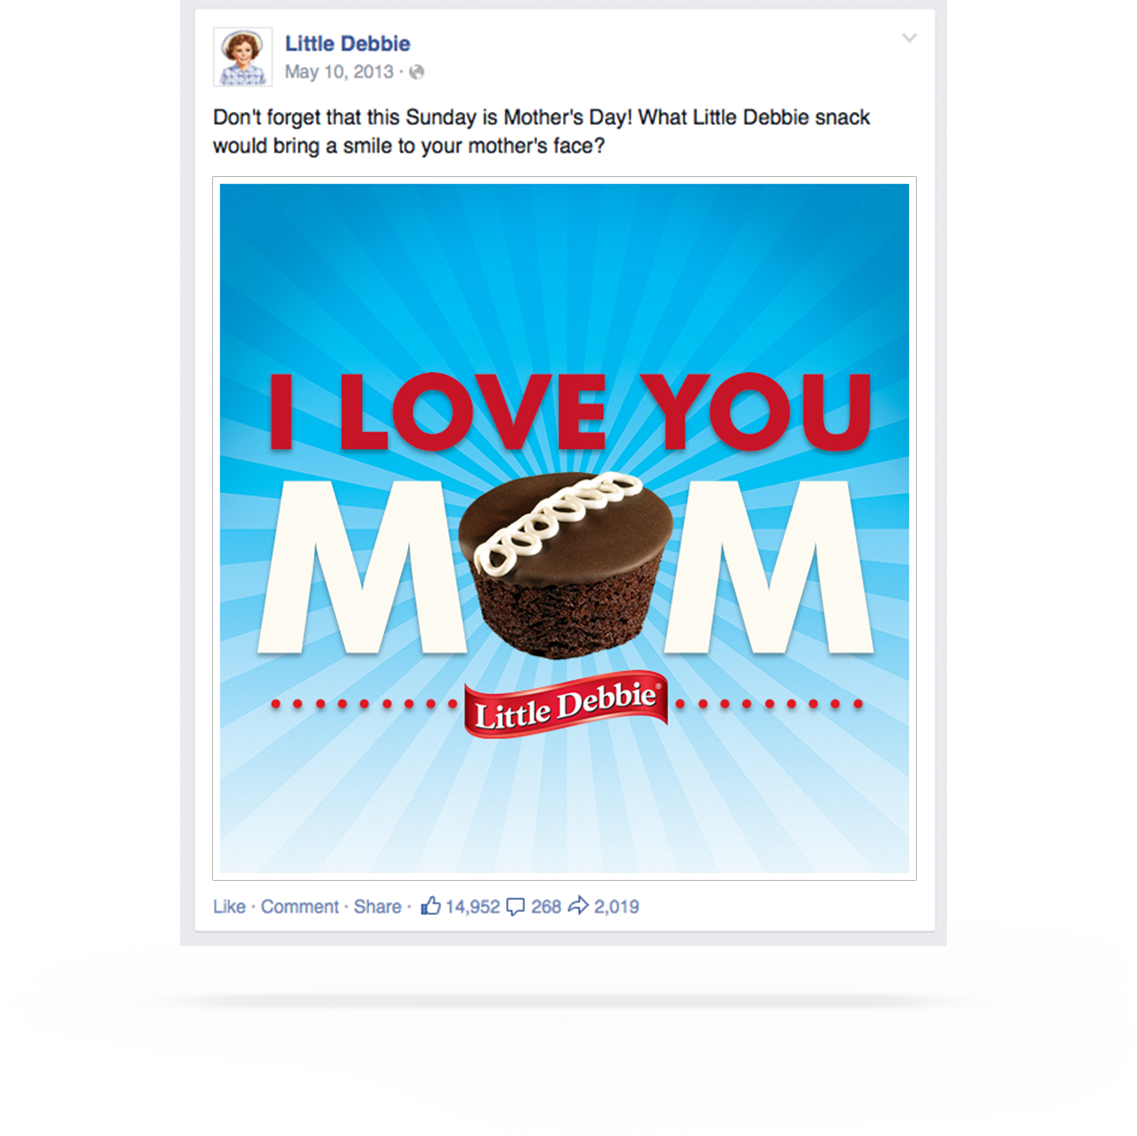 Little Debbie
May 10, 2013 ·
Don't forget that this Sunday is Mother's Day! What Little Debbie snack
would bring a smile to your mother's face?
I LOVE YOU
M M
Little Debbie®
Like · Comment · Share · 14,952 268 2,019